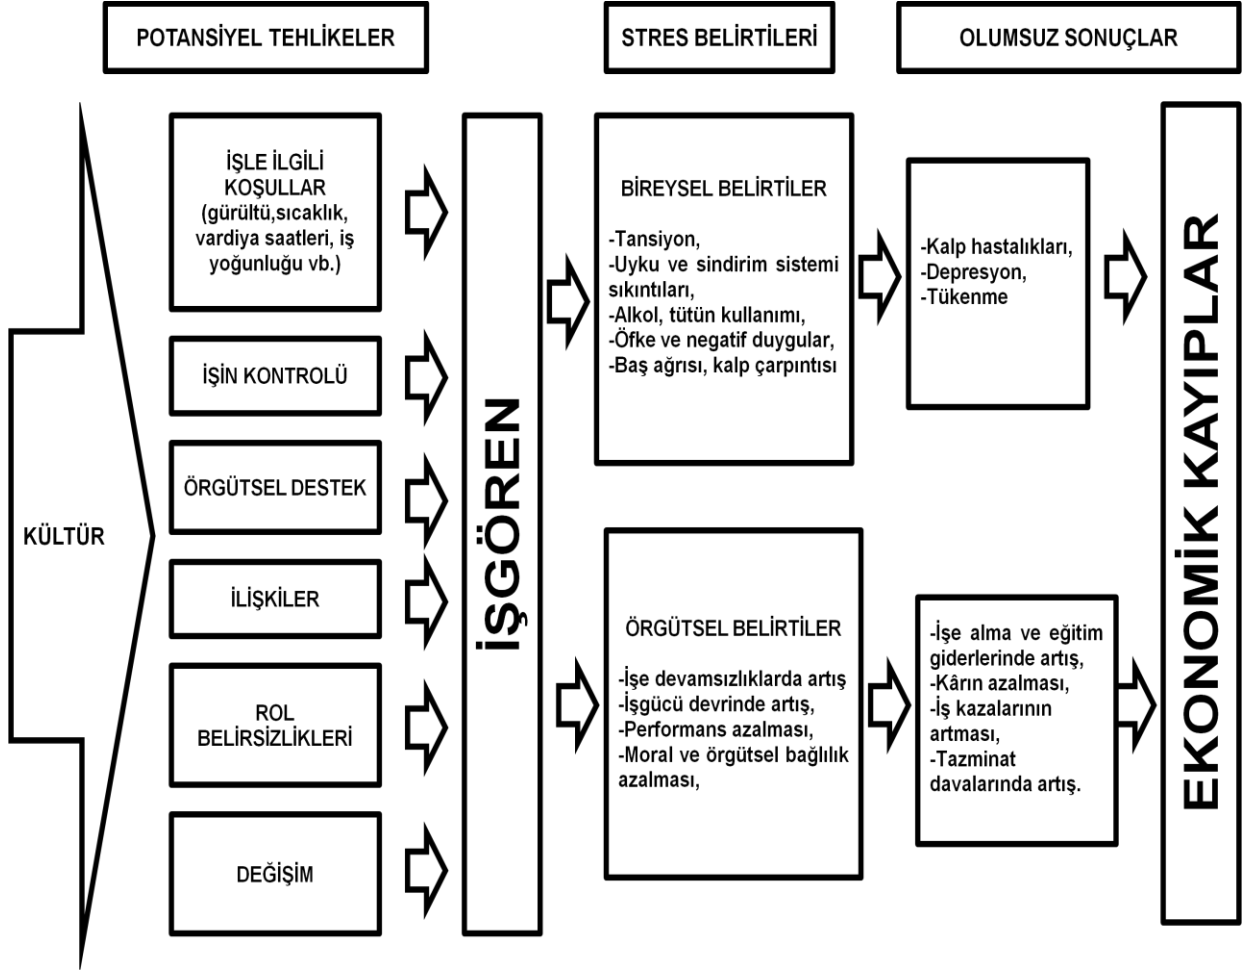 POTANSİYEL TEHLİKELER
STRES BELİRTİLERİ
OLUMSUZ SONUÇLAR
KÜLTÜR
İŞLE İLGİLİ
KOŞULLAR
(gürültü,sıcaklık,
vardiya saatleri, iş
yoğunluğu vb.)
İŞİN KONTROLÜ
ÖRGÜTSEL DESTEK
İLİŞKİLER
ROL
BELİRSİZLİKLERİ
DEĞİŞİM
İŞGÖREN
BİREYSEL BELİRTİLER
-Tansiyon,
-Uyku ve sindirim sistemi
sıkıntıları,
-Alkol, tütün kullanımı,
-Öfke ve negatif duygular,
-Baş ağrısı, kalp çarpıntısı
ÖRGÜTSEL BELİRTİLER
-İşe devamsızlıklarda artış
-İşgücü devrinde artış,
-Performans azalması,
-Moral ve örgütsel bağlılık
azalması,
-Kalp hastalıkları,
-Depresyon,
-Tükenme
-İşe alma ve eğitim
giderlerinde artış,
-Kârın azalması,
-İş kazalarının
artması,
-Tazminat
davalarında artış.
EKONOMİK KAYIPLAR